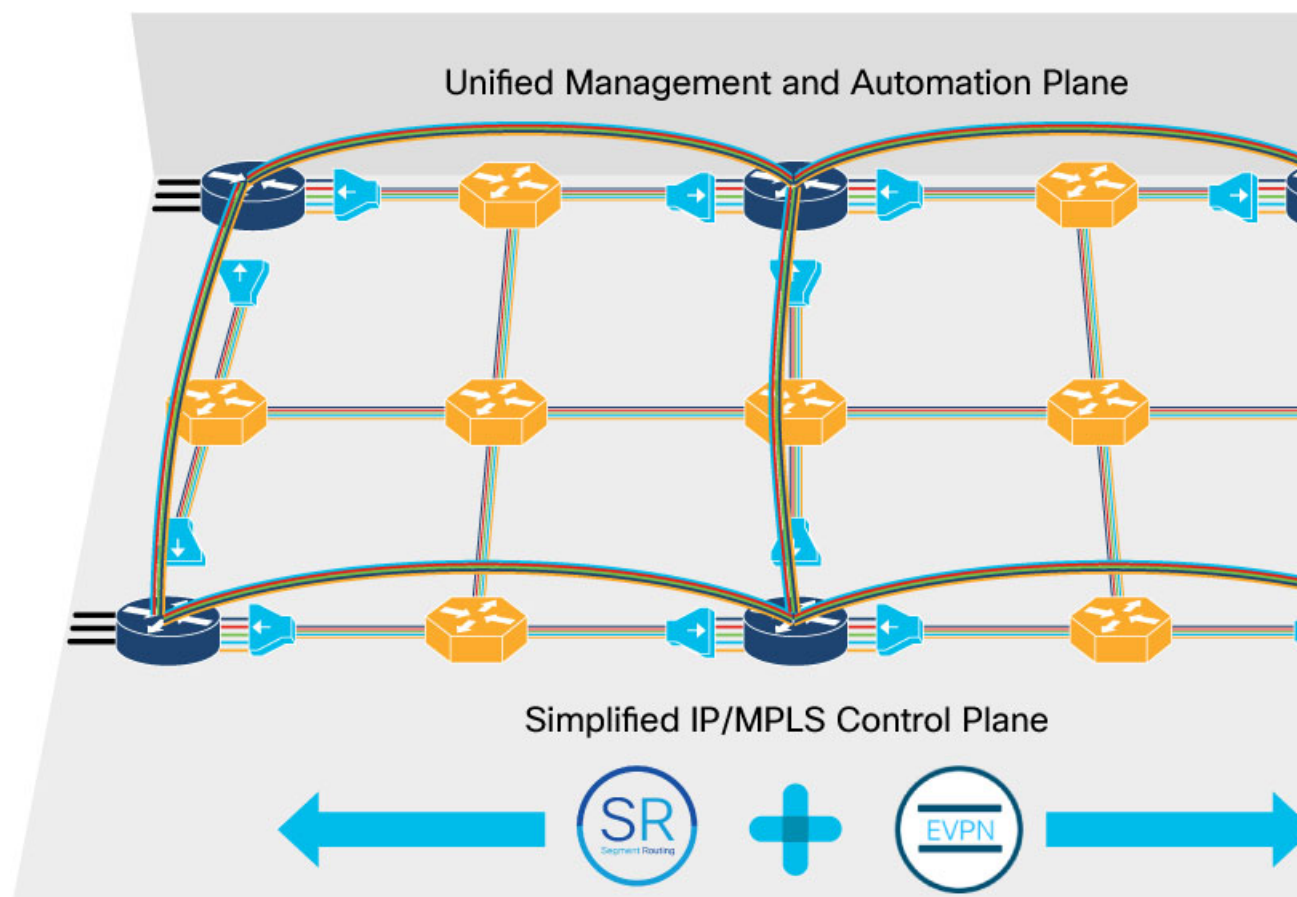 Unified Management and Automation Plane
Simplified IP/MPLS Control Plane
SR
Segment Routing
EVPN